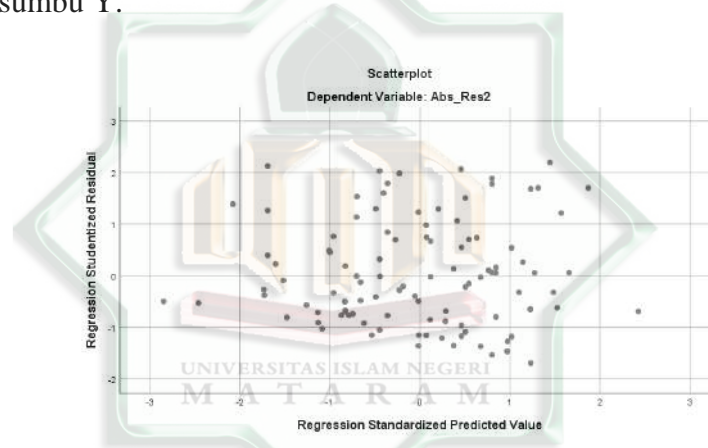 sumbu Y.
Scatterplot
Dependent Variable: Abs_Res2
Regression Studentized Residual
3
2
1
0
-1
-2
UNIVERSITAS ISLAM NEGERI
MATARAM
-3
-2
-1
0
1
2
3
Regression Standardized Predicted Value